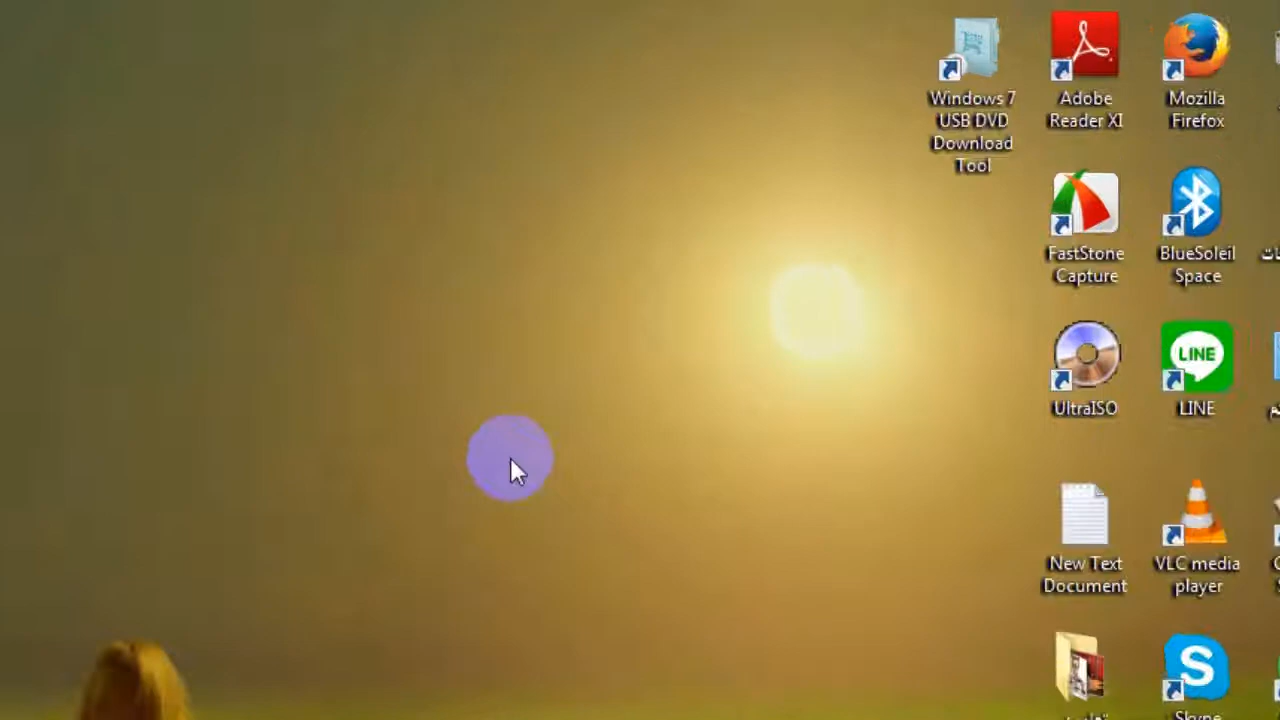 Windows 7
USB DVD
Download
Tool
Adobe
Reader XI
Mozilla
Firefox
FastStone
Capture
BlueSoleil
Space
UltraISO
LINE
LINE
New Text
Document
VLC media
player
S
Skype